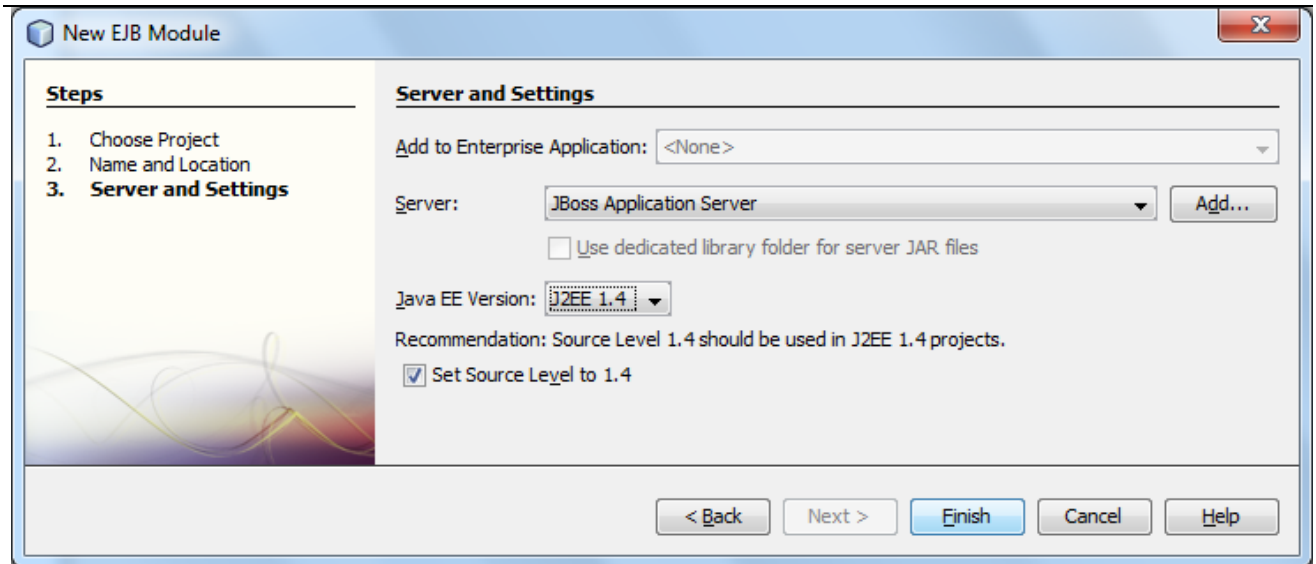 New EJB Module
Steps
1. Choose Project
2. Name and Location
3. Server and Settings
Server and Settings
Add to Enterprise Application: <None>
Server: JBoss Application Server Add...
Use dedicated library folder for server JAR files
Java EE Version: J2EE 1.4
Recommendation: Source Level 1.4 should be used in J2EE 1.4 projects.
Set Source Level to 1.4
< Back Next > Finish Cancel Help